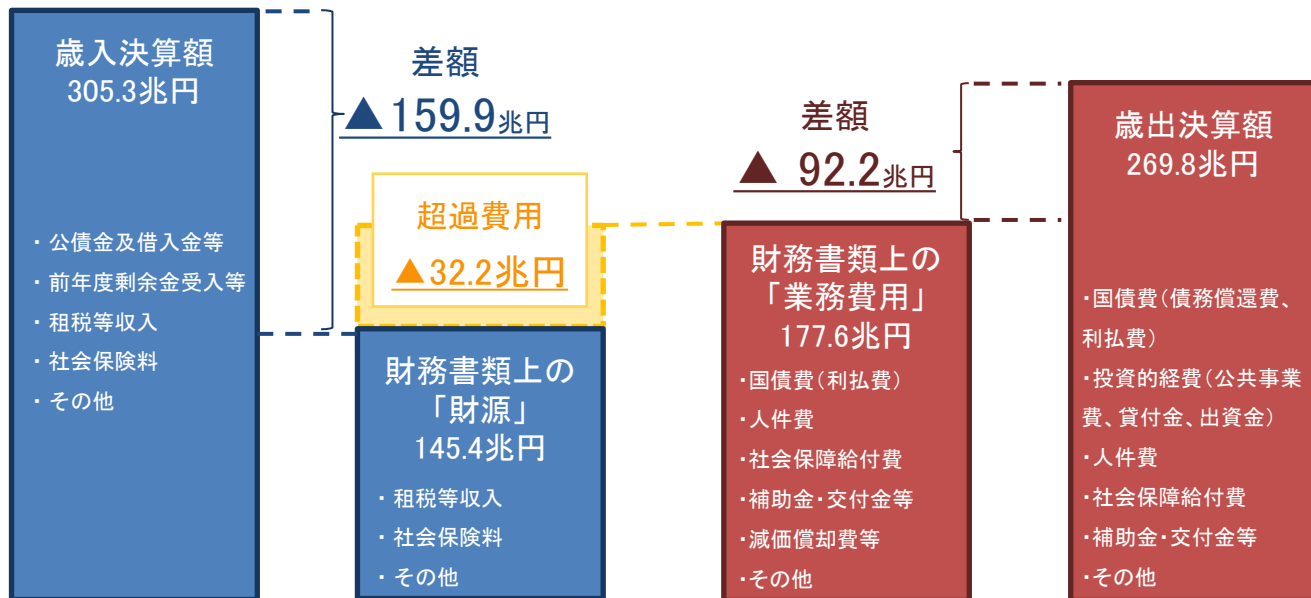 歳入決算額
305.3兆円
・公債金及借入金等
・前年度剰余金受入等
・租税等収入
・社会保険料
・その他
差額
▲159.9兆円
超過費用
▲32.2兆円
財務書類上の
「財源」
145.4兆円
・租税等収入
・社会保険料
・その他
差額
▲ 92.2兆円
財務書類上の
「業務費用」
177.6兆円
・国債費(利払費)
・人件費
・社会保障給付費
・補助金・交付金等
・減価償却費等
・その他
歳出決算額
269.8兆円
・国債費(債務償還費、
利払費)
・投資的経費(公共事業
費、貸付金、出資金)
・人件費
・社会保障給付費
・補助金・交付金等
・その他